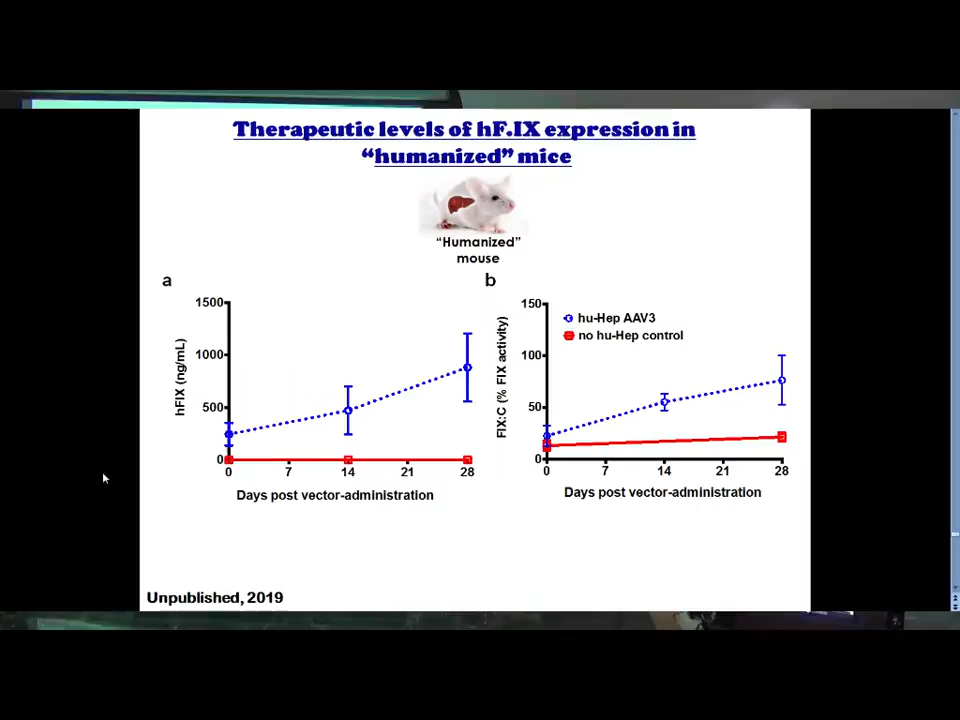 Therapeutic levels of hF.IX expression in
“humanized” mice
“Humanized”
mouse
a
1500
1000
500
0
hFIX (ng/mL)
0 7 14 21 28
Days post vector-administration
b
150
100
50
0
FIX:C (% FIX activity)
hu-Hep AAV3
no hu-Hep control
0 7 14 21 28
Days post vector-administration
Unpublished, 2019